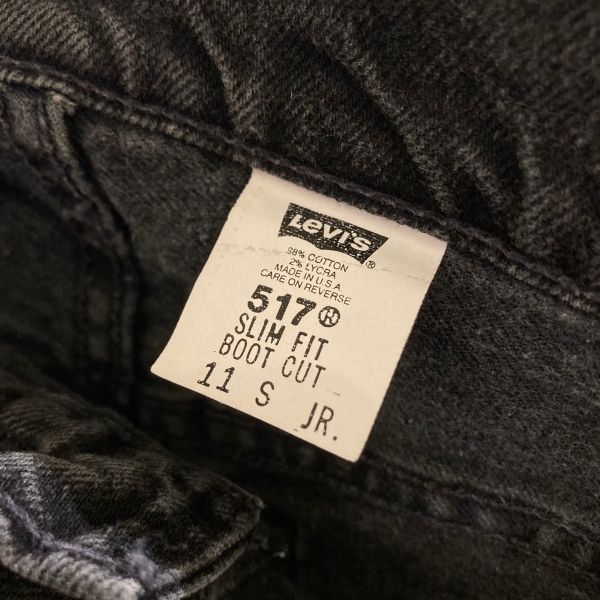 Levi's®
98% COTTON
2% LYCRA
MADE IN U.S.A
CARE ON REVERSE
517®
SLIM FIT
BOOT CUT
11 S JR.